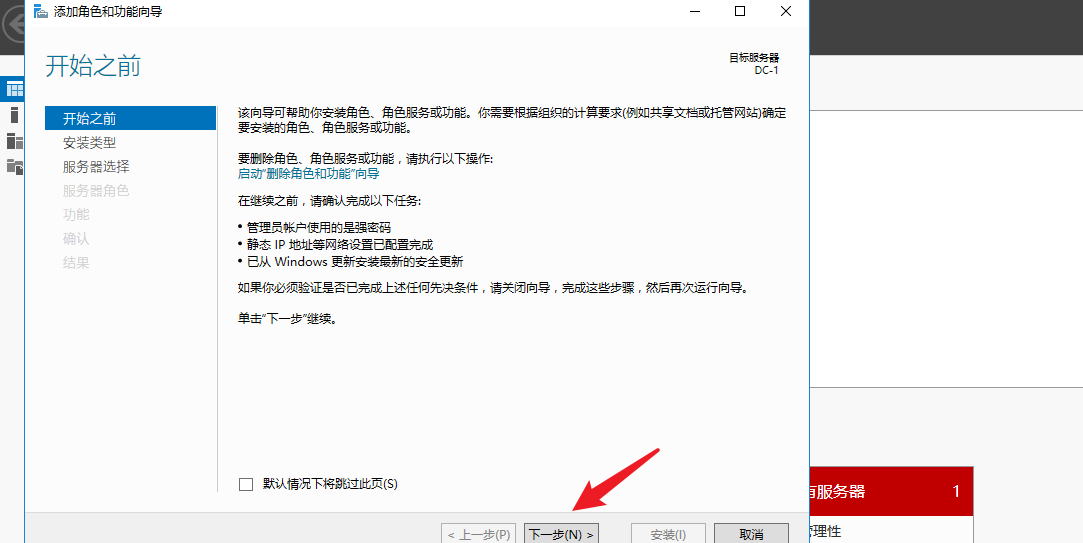 添加角色和功能向导
开始之前
目标服务器
DC-1
开始之前
安装类型
服务器选择
服务器角色
功能
确认
结果
该向导可帮助你安装角色、角色服务或功能。你需要根据组织的计算要求(例如共享文档或托管网站)确定
要安装的角色、角色服务或功能。
要删除角色、角色服务或功能，请执行以下操作:
启动“删除角色和功能”向导
在继续之前，请确认完成以下任务:
• 管理员帐户使用的是强密码
• 静态 IP 地址等网络设置已配置完成
• 已从 Windows 更新安装最新的安全更新
如果你必须验证是否已完成上述任何先决条件，请关闭向导，完成这些步骤，然后再次运行向导。
单击“下一步”继续。
默认情况下将跳过此页(S)
< 上一步(P)
下一步(N) >
安装(I)
取消
有服务器 1
管理性